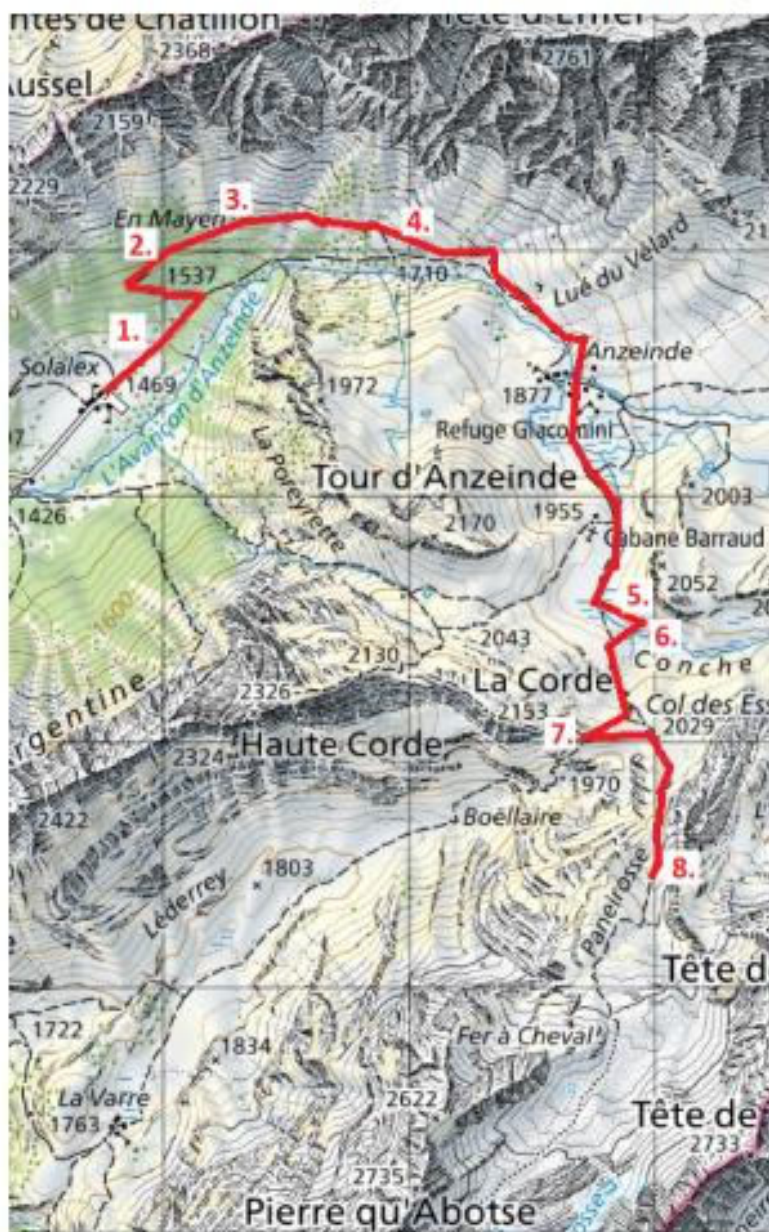 2368
2761
2159
2229
3.
En Mayen
4.
2.
1537
1710
Lué du Vélard
1.
Solalex
Anzeinde
1469
L'Avançon d'Anzeinde
1972
1877
Refuge Giacomini
La Poreyrette
Tour d'Anzeinde
2003
1426
1955
2170
Cabane Barraud
2052
5.
1600
2043
6.
2130
Conche
2326
La Corde
2153
Col des Ess
2324
Haute Corde
7.
2029
1970
2422
Boëllaire
1803
8.
Léderrey
Paneirosse
Tête d
1722
Fer à Cheval
1834
La Varre
2622
1763
Tête de
2733
2735
Pierre qu'Abotse